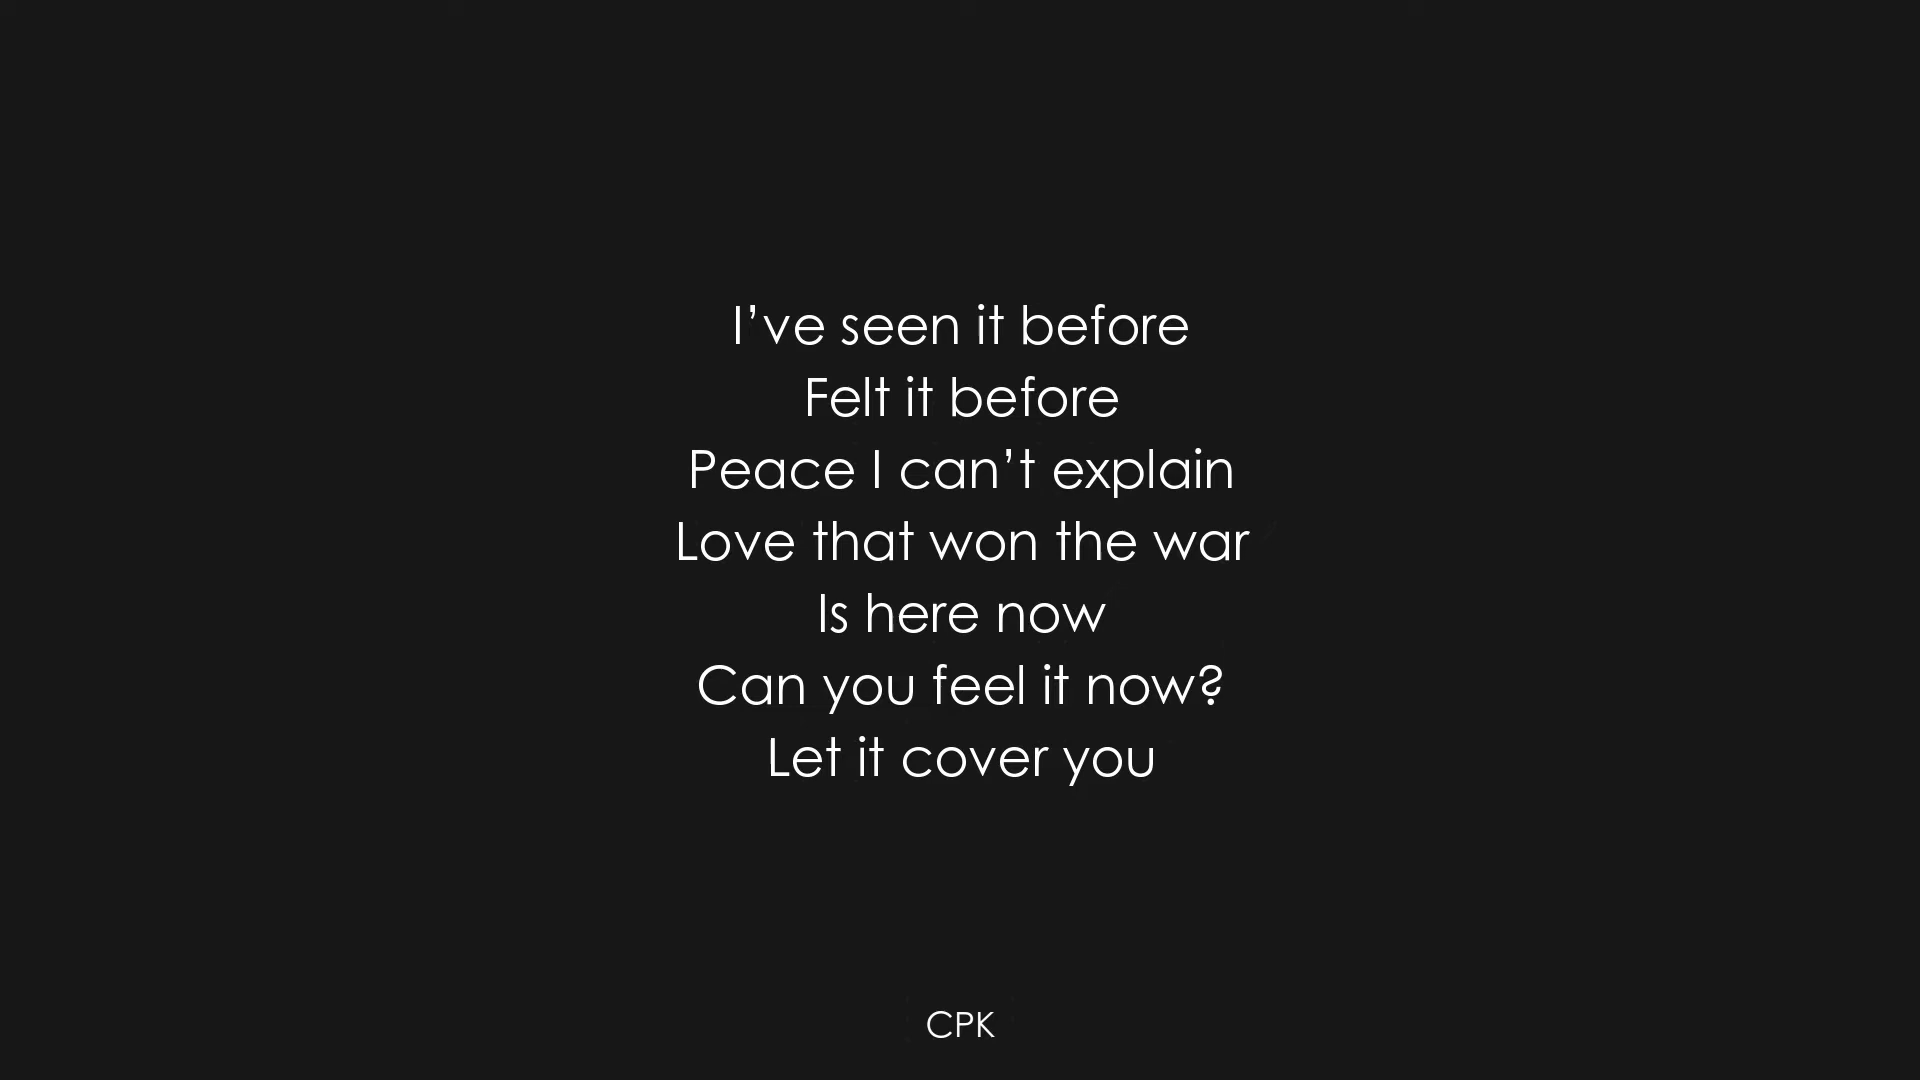 I’ve seen it before
Felt it before
Peace I can’t explain
Love that won the war
Is here now
Can you feel it now?
Let it cover you
CPK